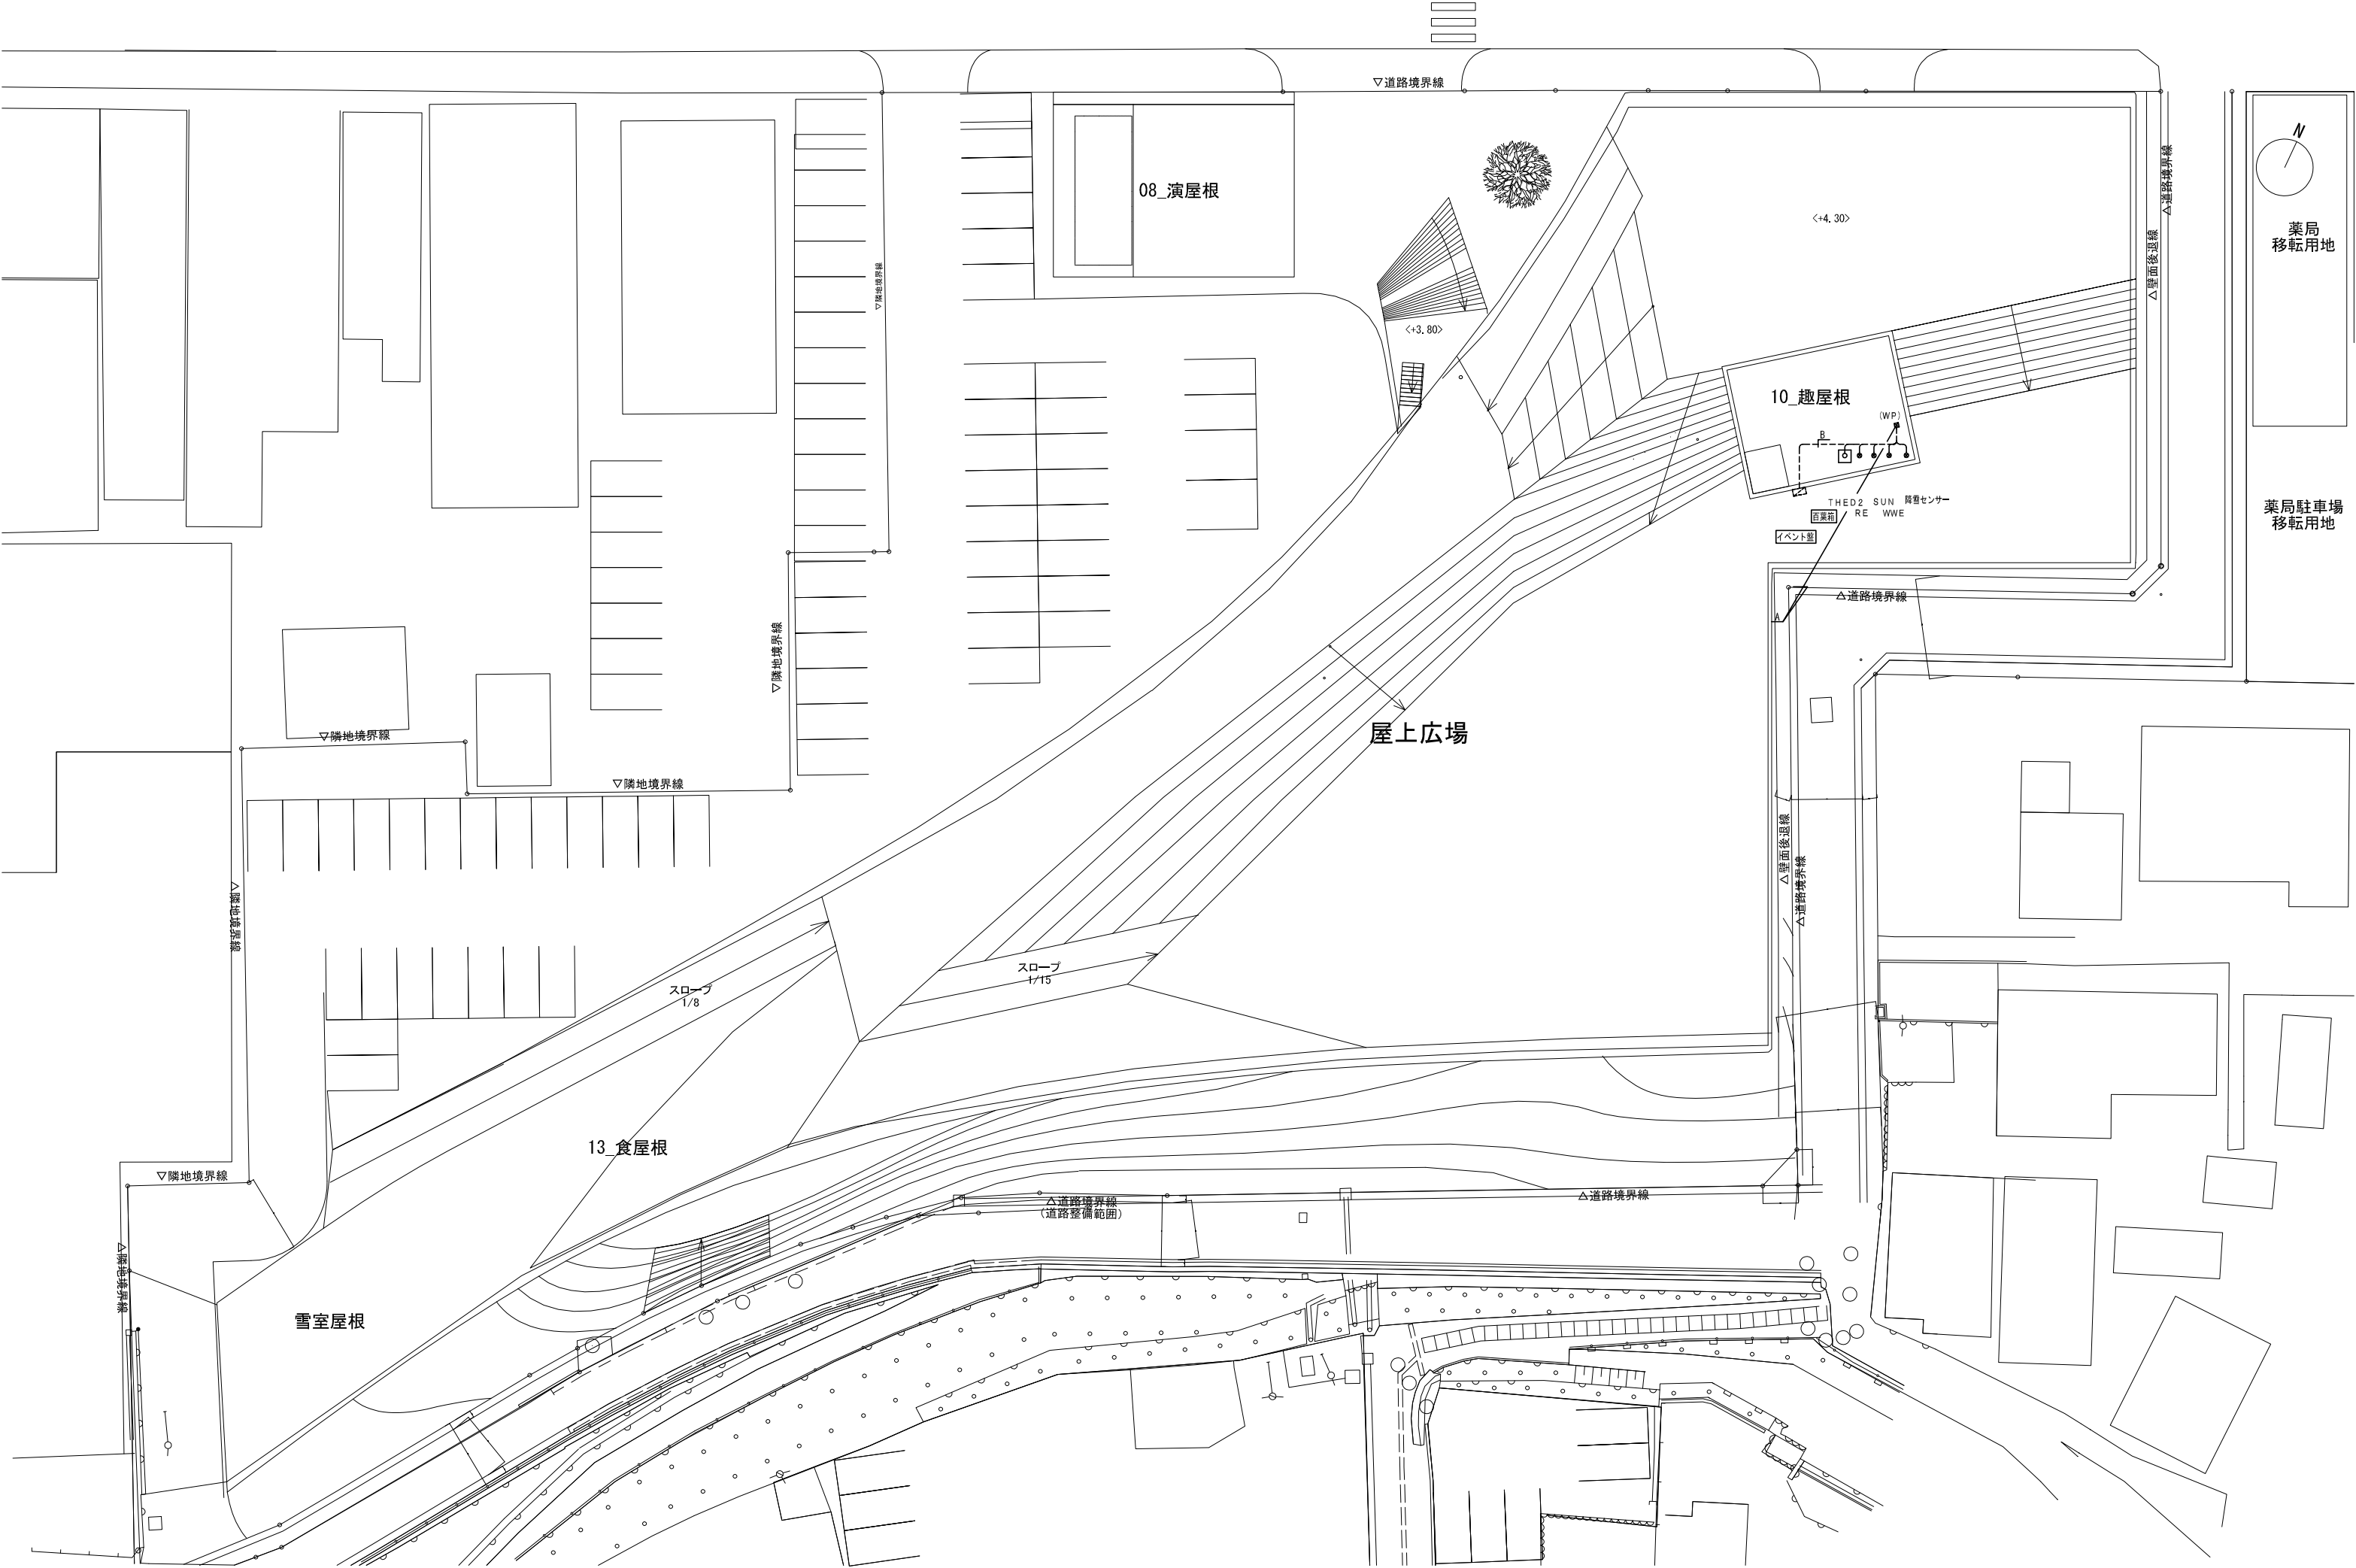 ▽道路境界線
N
08_演屋根
△道路境界線
<+4.30>
薬局
移転用地
△壁面後退線
▽隣地境界線
<+3.80>
10_趣屋根
(WP)
B
THED2 SUN 降雪センサー
百葉箱
RE WWE
イベント盤
薬局駐車場
移転用地
△道路境界線
A
▽隣地境界線
▽隣地境界線
屋上広場
▽隣地境界線
△壁面後退線
△道路境界線
△隣地境界線
スロープ
1/15
スロープ
1/8
13_食屋根
▽隣地境界線
△道路境界線
(道路整備範囲)
△道路境界線
△隣地境界線
雪室屋根